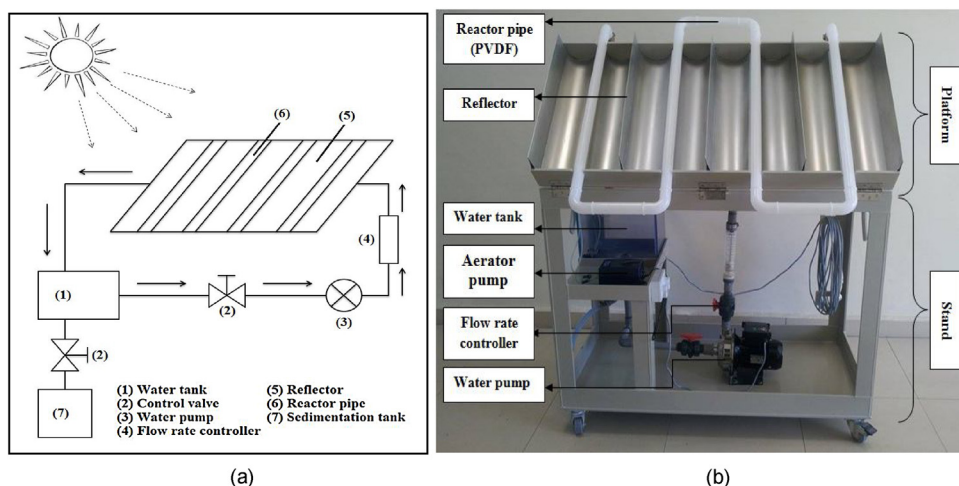 (6)
(5)
(4)
(1)
(2)
(3)
(2)
(7)
(1) Water tank
(2) Control valve
(3) Water pump
(4) Flow rate controller
(5) Reflector
(6) Reactor pipe
(7) Sedimentation tank
(a)
Reactor pipe
(PVDF)
Reflector
Water tank
Aerator
pump
Flow rate
controller
Water pump
Platform
Stand
(b)